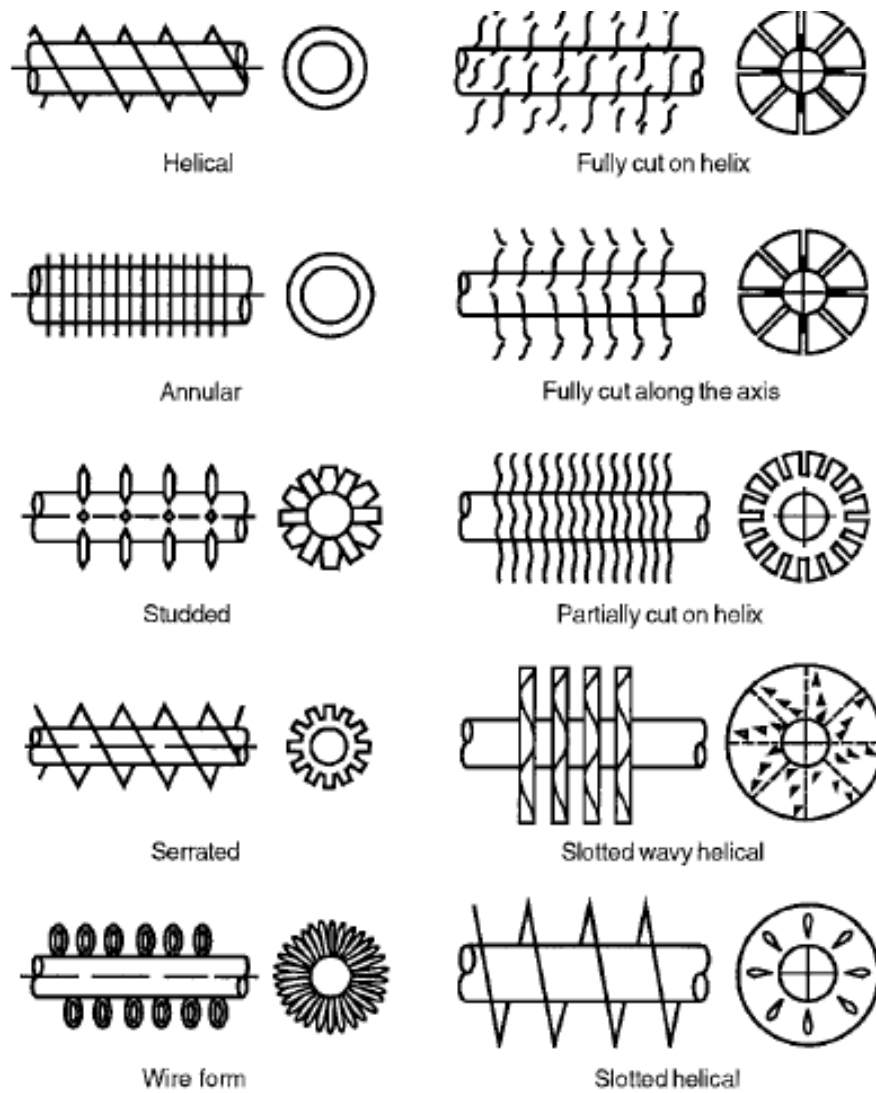 Helical
Fully cut on helix
Annular
Fully cut along the axis
Studded
Partially cut on helix
Serrated
Slotted wavy helical
Wire form
Slotted helical